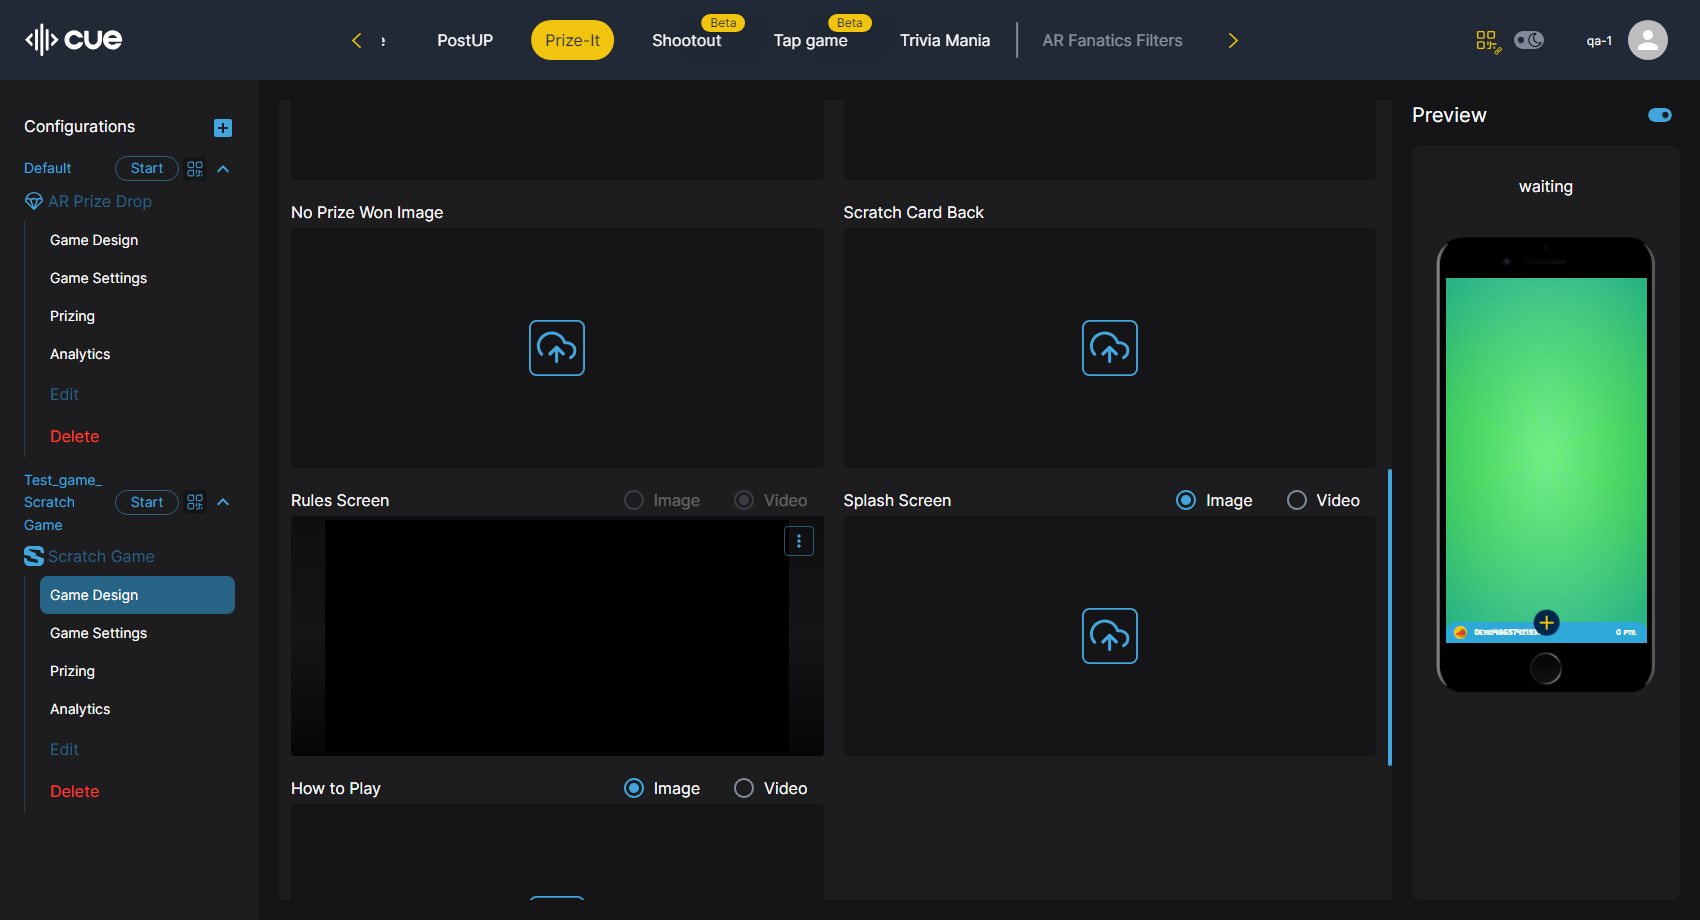 cue
PostUP
Prize-It
Beta
Shootout
Beta
Tap game
Trivia Mania
AR Fanatics Filters
qa-1
Configurations
Default
Start
AR Prize Drop
Game Design
Game Settings
Prizing
Analytics
Edit
Delete
Test_game_
Scratch
Game
Start
Scratch Game
Game Design
Game Settings
Prizing
Analytics
Edit
Delete
No Prize Won Image
Scratch Card Back
Rules Screen
Image
Video
Splash Screen
Image
Video
How to Play
Image
Video
Preview
waiting
0 PTS.